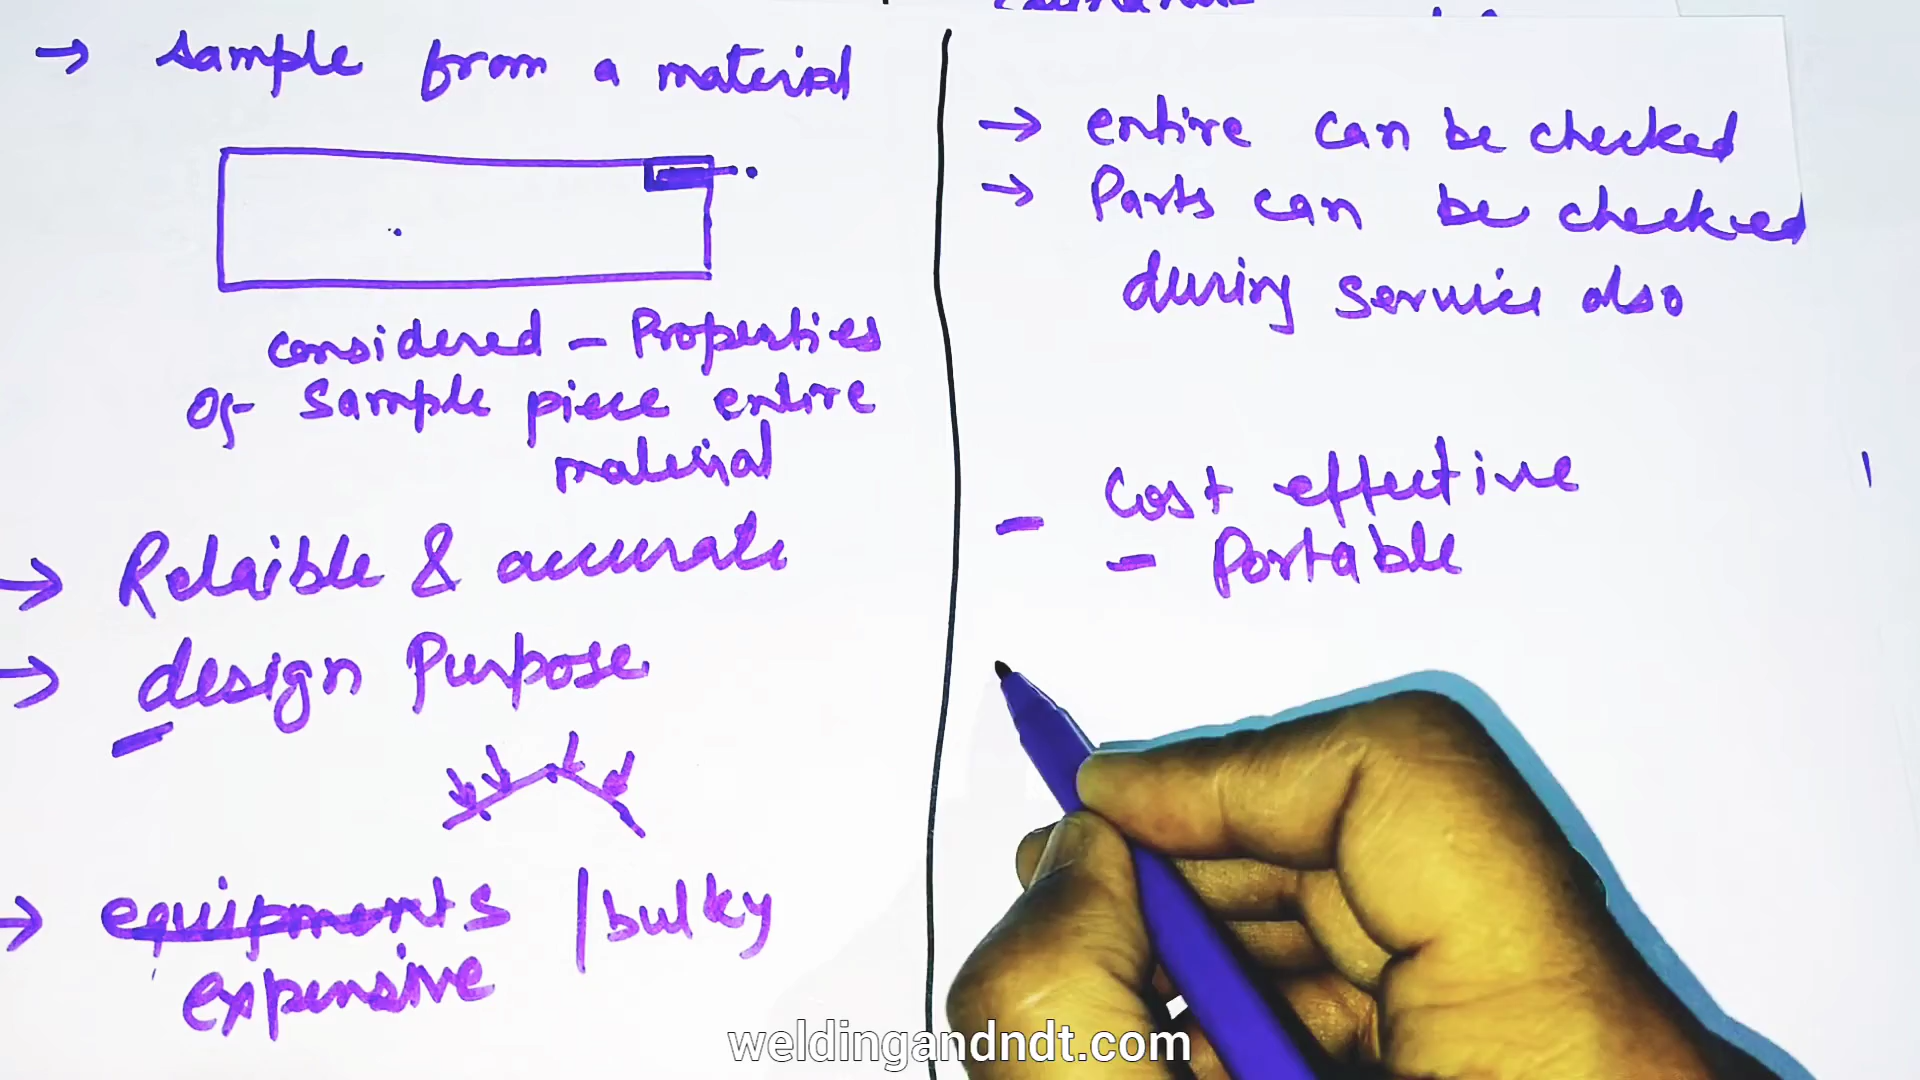 → Sample from a material
considered - Properties
Of Sample piece entire
material
→ Relaible & accurate
→ design Purpose
→ equipments /bulky
expensive
→ entire can be checked
→ Parts can be checked
during service also
- Cost effective
- Portable
weldingandndt.com